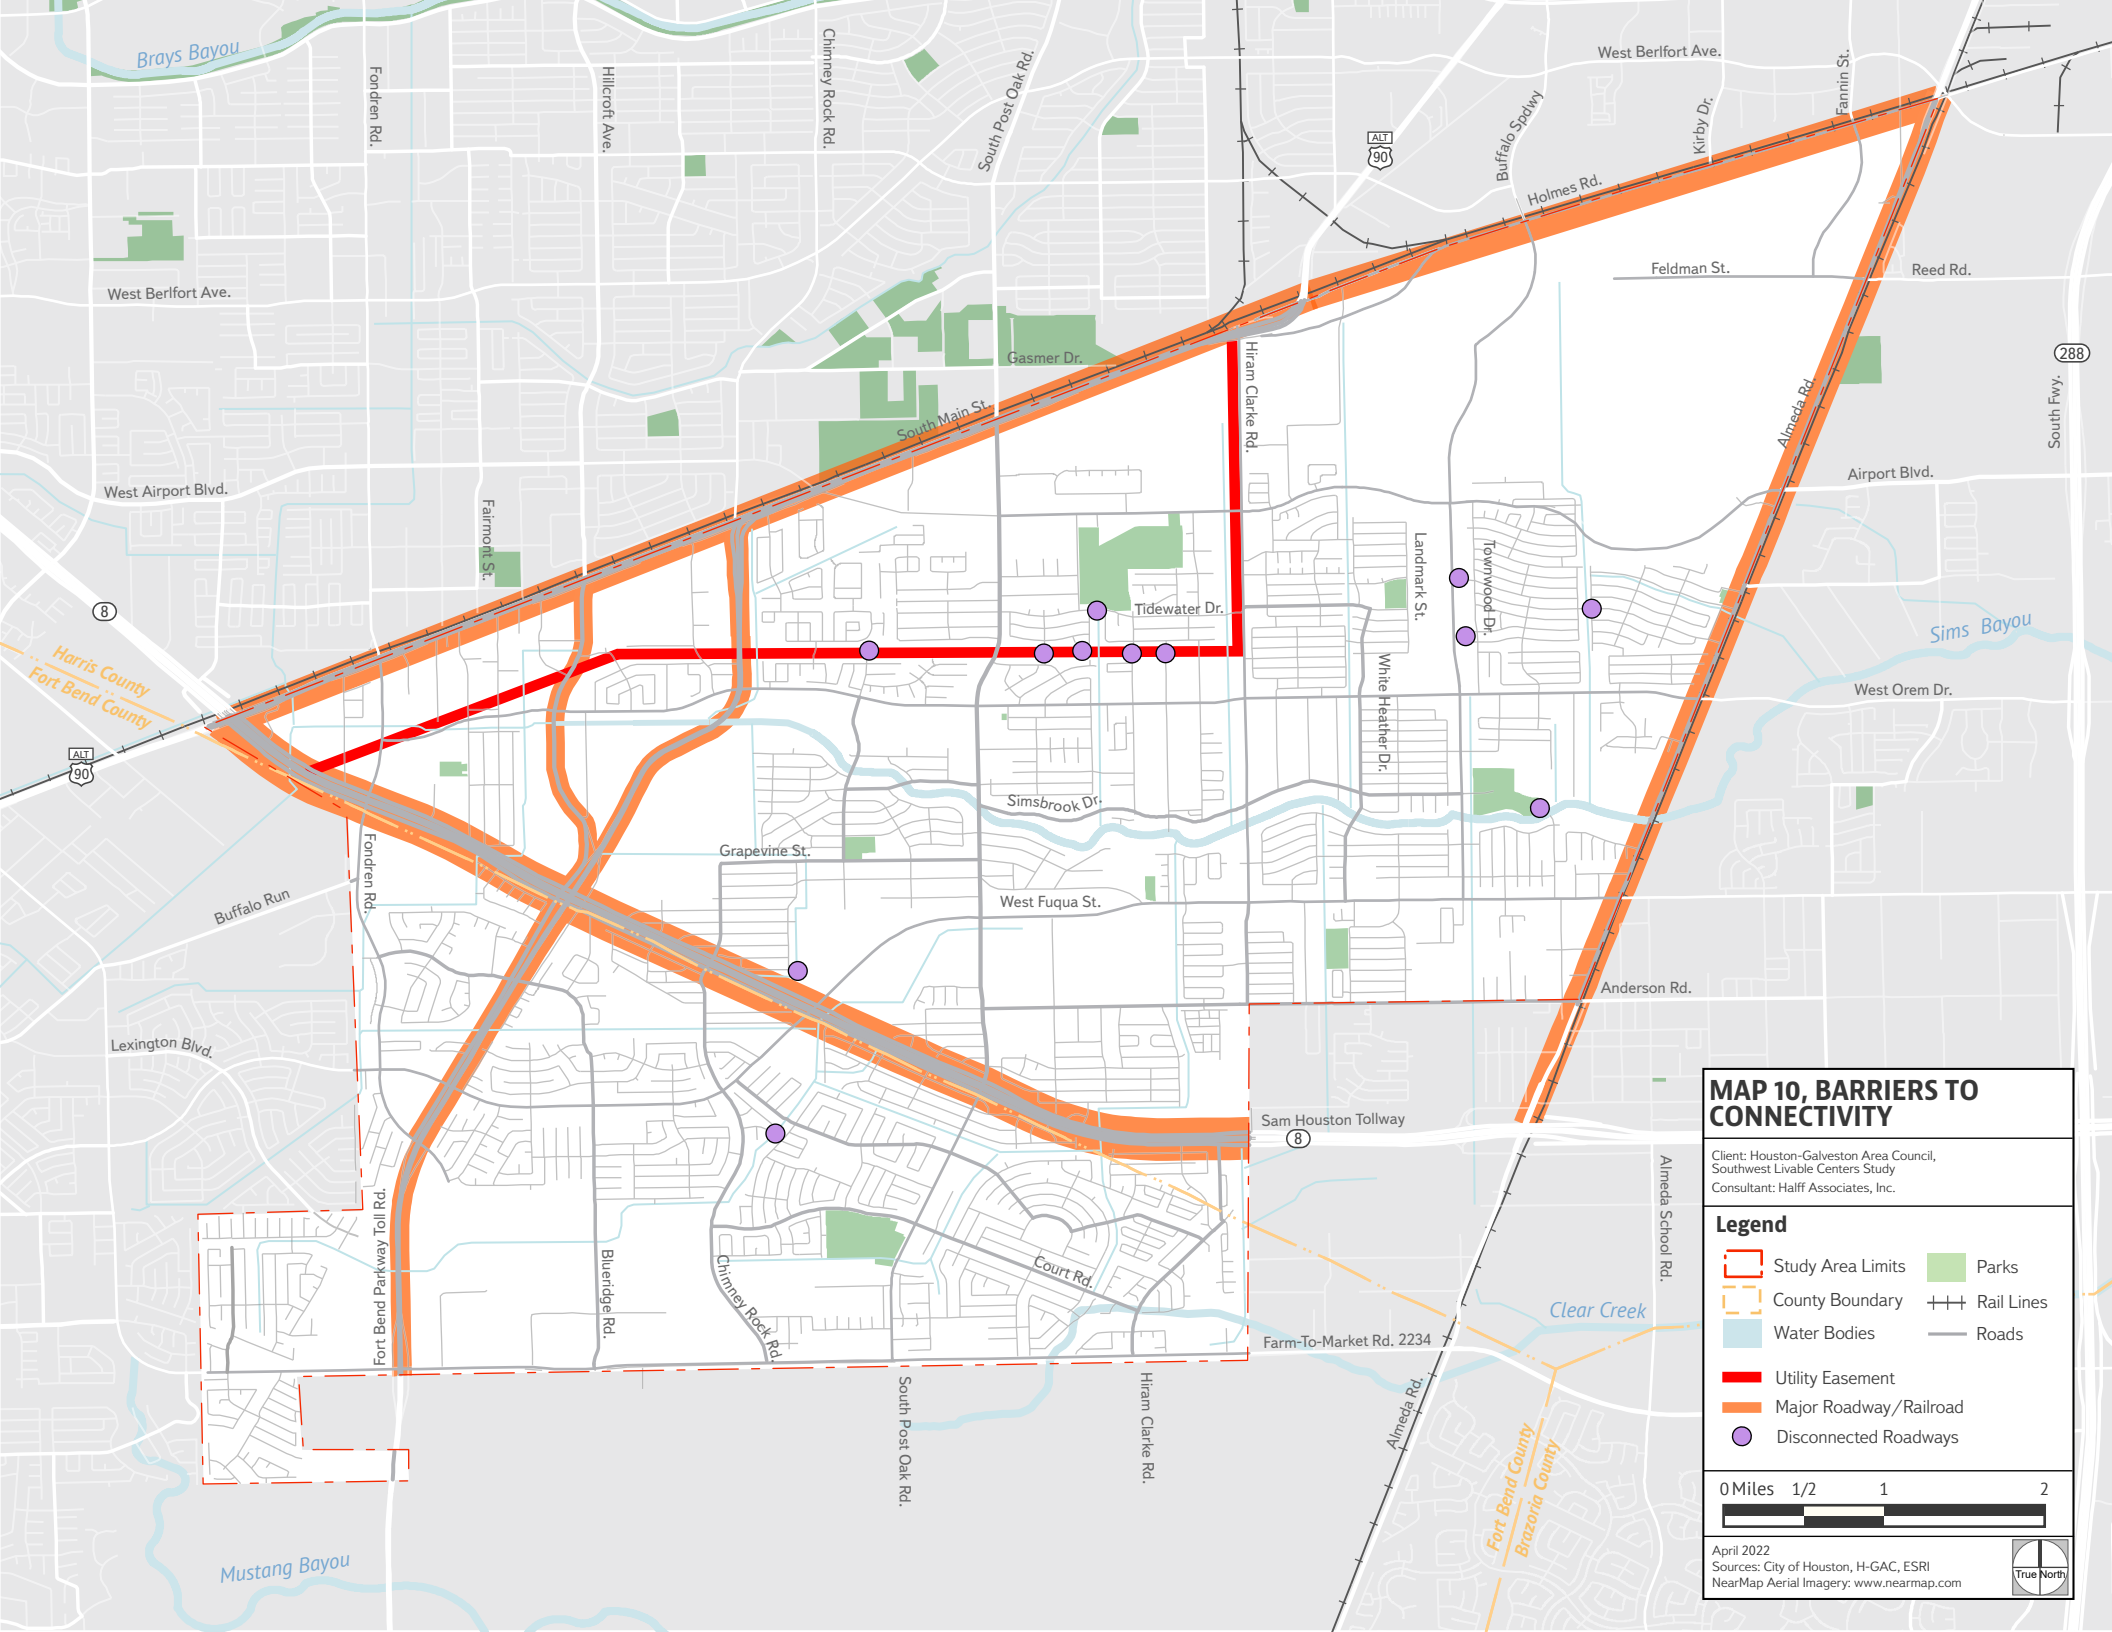 Brays Bayou
Fondren Rd.
Hillcroft Ave.
Chimney Rock Rd.
South Post Oak Rd.
West Berlfort Ave.
Fannin St.
Kirby Dr.
Buffalo Spdwy
ALT
90
Holmes Rd.
Feldman St.
Reed Rd.
West Berlfort Ave.
Gasmer Dr.
Hiram Clarke Rd.
288
South Fwy.
South Main St.
Almeda Rd.
West Airport Blvd.
Airport Blvd.
Fairmont St.
Landmark St.
Townwood Dr.
8
Tidewater Dr.
Sims Bayou
Harris County
Fort Bend County
White Heather Dr.
West Orem Dr.
ALT
90
Simsbrook Dr.
Fondren Rd.
Grapevine St.
Buffalo Run
West Fuqua St.
Anderson Rd.
Lexington Blvd.
Sam Houston Tollway
8
Almeda School Rd.
Fort Bend Parkway Toll Rd.
Blueridge Rd.
Chimney Rock Rd.
Court Rd.
Clear Creek
Farm-To-Market Rd. 2234
South Post Oak Rd.
Hiram Clarke Rd.
Almeda Rd.
Fort Bend County
Brazoria County
Mustang Bayou
MAP 10, BARRIERS TO
CONNECTIVITY
Client: Houston-Galveston Area Council,
Southwest Livable Centers Study
Consultant: Halff Associates, Inc.
Legend
Study Area Limits
Parks
County Boundary
Rail Lines
Water Bodies
Roads
Utility Easement
Major Roadway/Railroad
Disconnected Roadways
0 Miles 1/2 1 2
April 2022
Sources: City of Houston, H-GAC, ESRI
NearMap Aerial Imagery: www.nearmap.com
True North